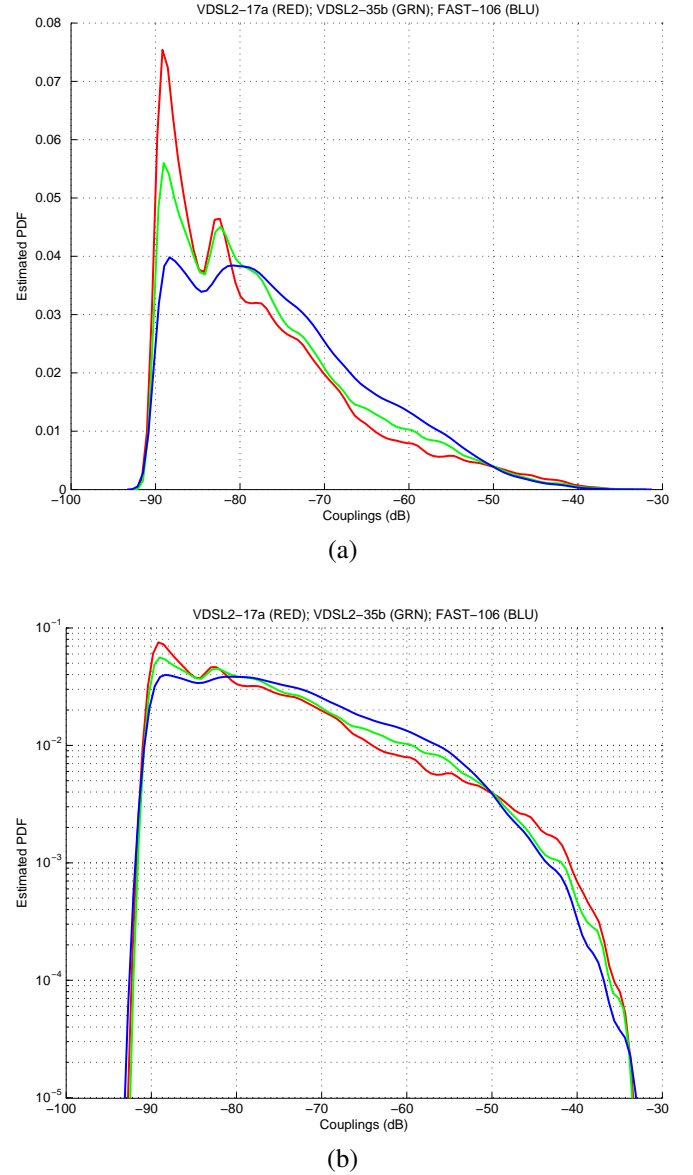 VDSL2−17a (RED); VDSL2−35b (GRN); FAST−106 (BLU)
0.08
0.07
0.06
0.05
0.04
0.03
0.02
0.01
0
Estimated PDF
−100 −90 −80 −70 −60 −50 −40 −30
Couplings (dB)
(a)
VDSL2−17a (RED); VDSL2−35b (GRN); FAST−106 (BLU)
10−1
10−2
10−3
10−4
10−5
Estimated PDF
−100 −90 −80 −70 −60 −50 −40 −30
Couplings (dB)
(b)